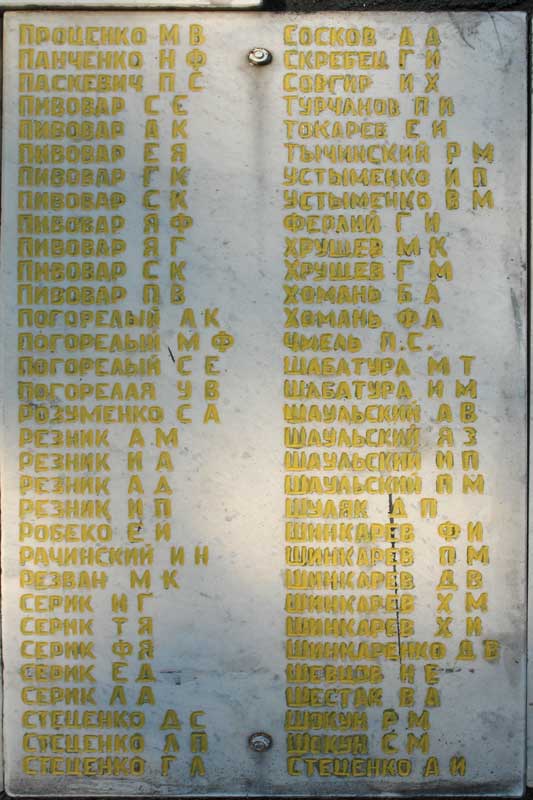 ПРОЦЕНКО М В
ПАНЧЕНКО Н Ф
ПАСКЕВИЧ П С
ПИВОВАР С Е
ПИВОВАР А К
ПИВОВАР Е Я
ПИВОВАР Г К
ПИВОВАР С К
ПИВОВАР Я Ф
ПИВОВАР Я Г
ПИВОВАР С К
ПИВОВАР П В
ПОГОРЕЛЫЙ А К
ПОГОРЕЛЫЙ М Ф
ПОГОРЕЛЫЙ С Е
ПОГОРЕЛАЯ У В
РОЗУМЕНКО С А
РЕЗНИК А М
РЕЗНИК И А
РЕЗНИК А Д
РЕЗНИК И П
РОБЕКО Е И
РАЧИНСКИЙ И Н
РЕЗВАН М К
СЕРИК И Г
СЕРИК Т Я
СЕРИК Ф Я
СЕРИК Е Д
СЕРИК Л А
СТЕЦЕНКО Д С
СТЕЦЕНКО Л П
СТЕЦЕНКО Г А
СОСКОВ А Д
СКРЕБЕЦ Г И
СОВГИР И Х
ТУРЧАНОВ П И
ТОКАРЕВ Е И
ТЫЧИНСКИЙ Р М
УСТЫМЕНКО И П
УСТЫМЕНКО В М
ФЕРЛИЙ Г И
ХРУЩЕВ М К
ХРУЩЕВ Г М
ХОМАНЬ Б А
ХОМАНЬ Ф А
ЧМЕЛЬ П.С.
ШАБАТУРА М Т
ШАБАТУРА И М
ШАУЛЬСКИЙ А В
ШАУЛЬСКИЙ Я З
ШАУЛЬСКИЙ И П
ШАУЛЬСКИЙ П М
ШУЛЯК Д П
ШИНКАРЕВ Ф И
ШИНКАРЕВ П М
ШИНКАРЕВ Д В
ШИНКАРЕВ Х М
ШИНКАРЕВ Х И
ШИНКАРЕНКО Д В
ШЕВЦОВ Н Е
ШЕСТАК В А
ШОКУН Р М
ШОКУН С М
СТЕЦЕНКО А И